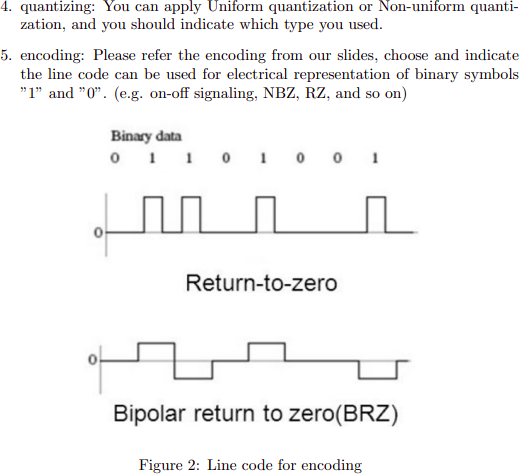 4. quantizing: You can apply Uniform quantization or Non-uniform quanti-
zation, and you should indicate which type you used.
5. encoding: Please refer the encoding from our slides, choose and indicate
the line code can be used for electrical representation of binary symbols
"1" and "0". (e.g. on-off signaling, NBZ, RZ, and so on)
Binary data
0 1 1 0 1 0 0 1
0
Return-to-zero
0
Bipolar return to zero(BRZ)
Figure 2: Line code for encoding